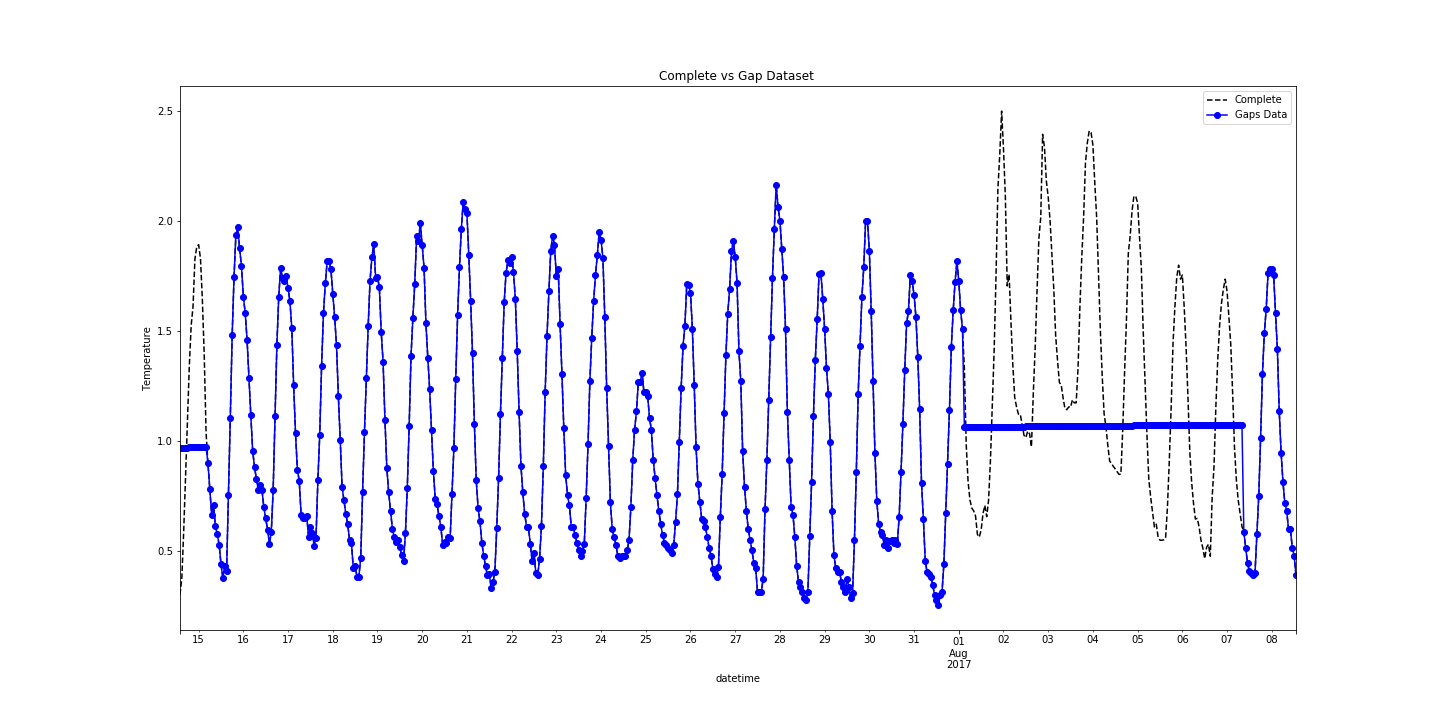 Complete vs Gap Dataset
Complete
Gaps Data
2.5
2.0
1.5
1.0
0.5
Temperature
15 16 17 18 19 20 21 22 23 24 25 26 27 28 29 30 31 01 02 03 04 05 06 07 08
Aug
2017
datetime